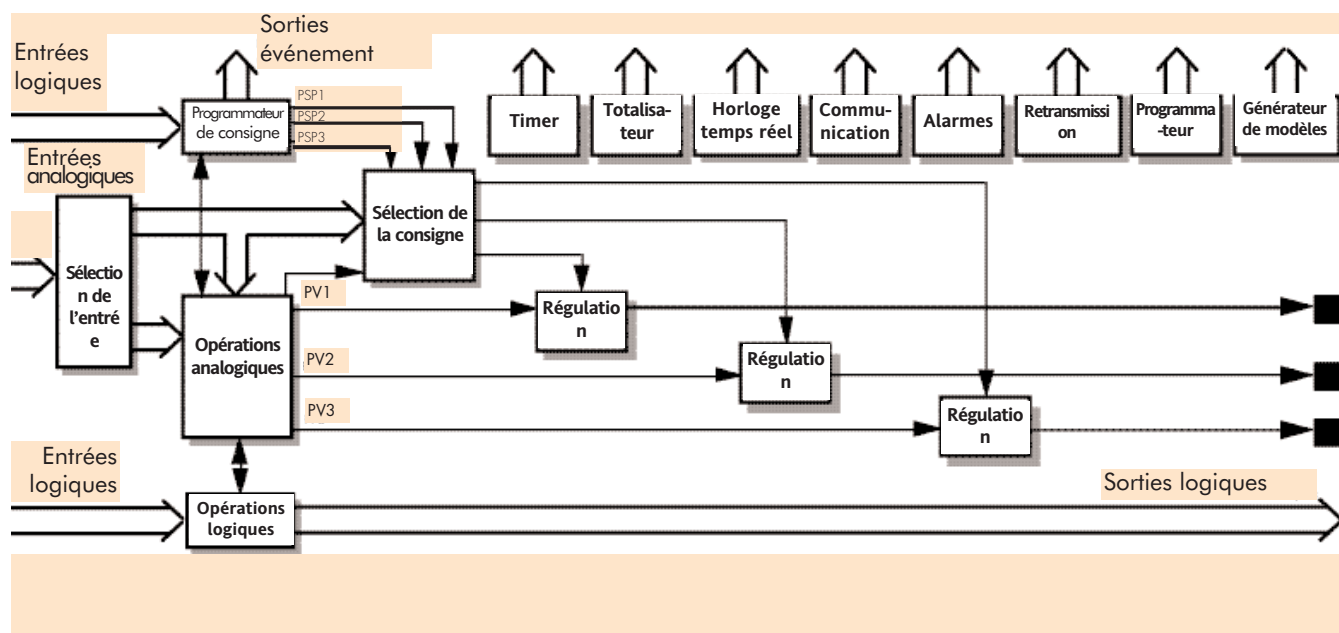 Sorties
événement
Entrées
logiques
PSP1
PSP2
PSP3
Programmateur
de consigne
Timer
Totalisa-
teur
Horloge
temps réel
Commu-
nication
Alarmes
Retransmissi
on
Programma
-teur
Générateur
de modèles
Entrées
analogiques
Sélection de
la consigne
Sélectio
n de
l'entré
e
PV1
Régulatio
n
Opérations
analogiques
PV2
Régulatio
n
PV3
Régulatio
n
Entrées
logiques
Sorties logiques
Opérations
logiques